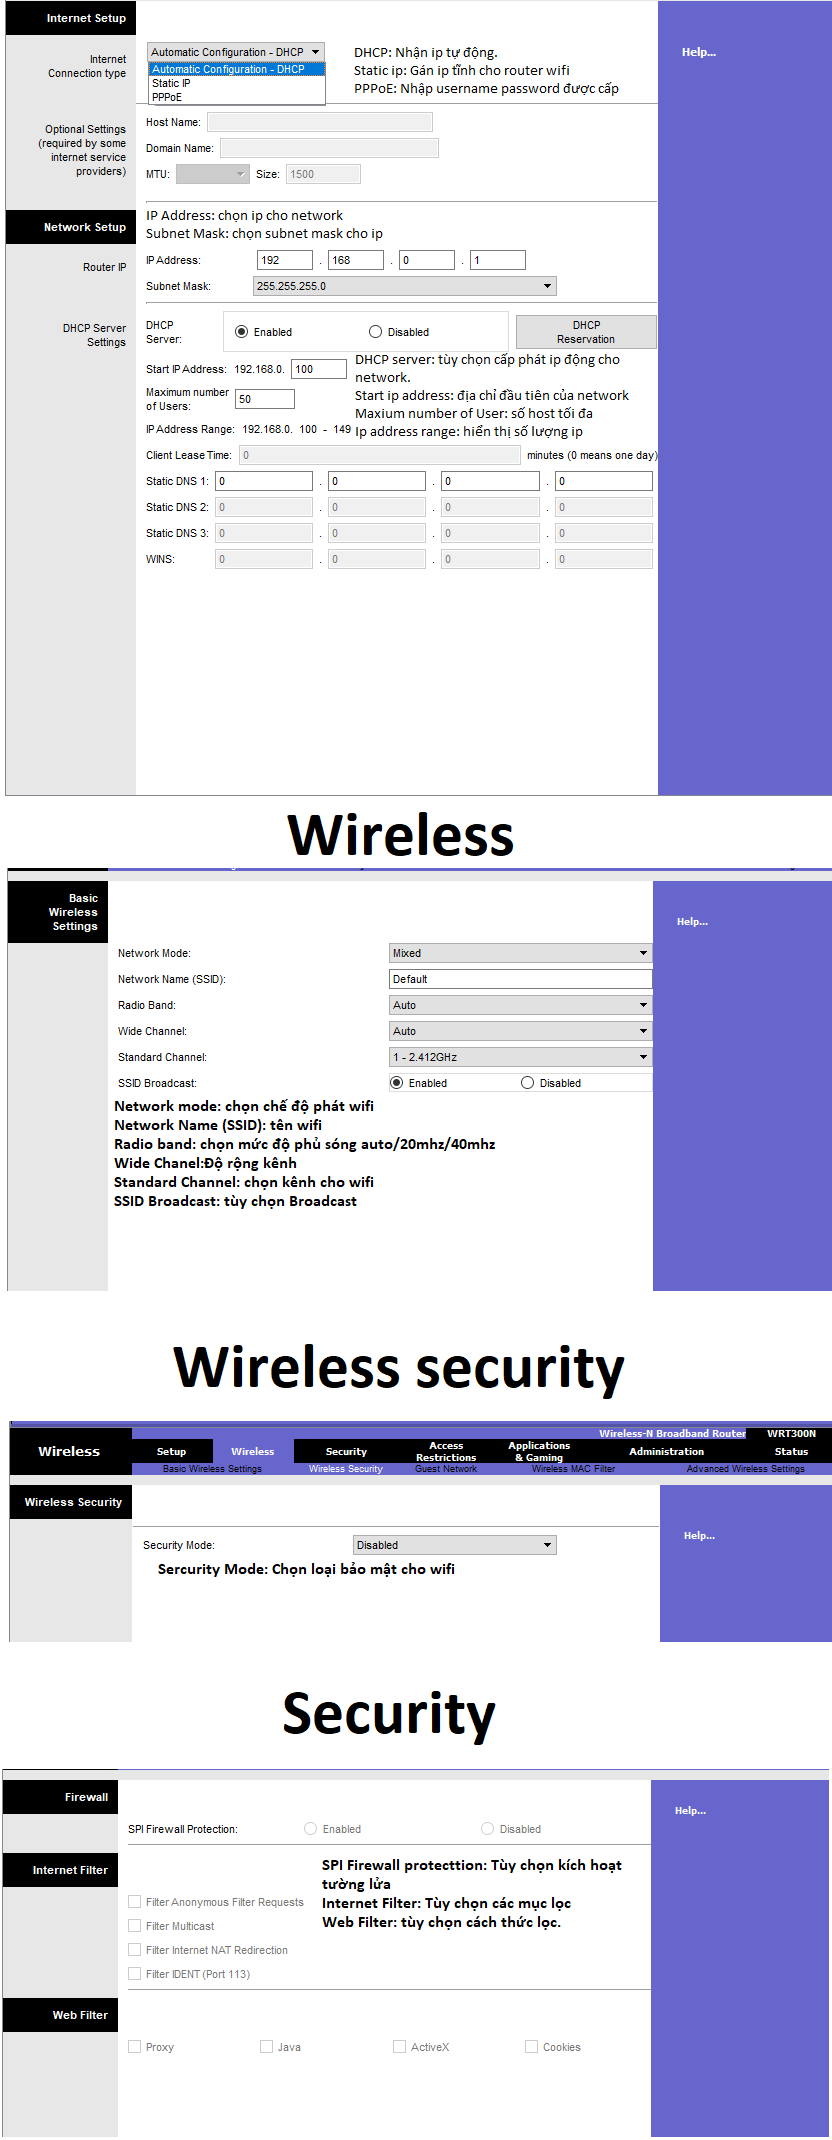 Internet Setup
Internet
Connection type
Automatic Configuration - DHCP
Automatic Configuration - DHCP
Static IP
PPPoE
DHCP: Nhận ip tự động.
Static ip: Gán ip tĩnh cho router wifi
PPPoE: Nhập username password được cấp
Help...
Optional Settings
(required by some
internet service
providers)
Host Name:
Domain Name:
MTU: Size: 1500
IP Address: chọn ip cho network
Subnet Mask: chọn subnet mask cho ip
Network Setup
Router IP
IP Address: 192 . 168 . 0 . 1
Subnet Mask: 255.255.255.0
DHCP Server
Settings
DHCP
Server:
Enabled Disabled
DHCP
Reservation
Start IP Address: 192.168.0. 100
Maximum number
of Users: 50
IP Address Range: 192.168.0. 100 - 149
DHCP server: tùy chọn cấp phát ip động cho
network.
Start ip address: địa chỉ đầu tiên của network
Maxium number of User: số host tối đa
Ip address range: hiển thị số lượng ip
Client Lease Time: 0 minutes (0 means one day)
Static DNS 1: 0 . 0 . 0 . 0
Static DNS 2: 0 . 0 . 0 . 0
Static DNS 3: 0 . 0 . 0 . 0
WINS: 0 . 0 . 0 . 0
Wireless
Basic
Wireless
Settings
Help...
Network Mode: Mixed
Network Name (SSID): Default
Radio Band: Auto
Wide Channel: Auto
Standard Channel: 1 - 2.412GHz
SSID Broadcast: Enabled Disabled
Network mode: chọn chế độ phát wifi
Network Name (SSID): tên wifi
Radio band: chọn mức độ phủ sóng auto/20mhz/40mhz
Wide Chanel:Độ rộng kênh
Standard Channel: chọn kênh cho wifi
SSID Broadcast: tùy chọn Broadcast
Wireless security
Wireless-N Broadband Router WRT300N
Wireless
Setup Wireless Security Access Restrictions Applications & Gaming Administration Status
Basic Wireless Settings Wireless Security Guest Network Wireless MAC Filter Advanced Wireless Settings
Wireless Security
Help...
Security Mode: Disabled
Sercurity Mode: Chọn loại bảo mật cho wifi
Security
Firewall
Help...
SPI Firewall Protection: Enabled Disabled
Internet Filter
SPI Firewall protecttion: Tùy chọn kích hoạt
tường lửa
Internet Filter: Tùy chọn các mục lọc
Web Filter: tùy chọn cách thức lọc.
Filter Anonymous Filter Requests
Filter Multicast
Filter Internet NAT Redirection
Filter IDENT (Port 113)
Web Filter
Proxy Java ActiveX Cookies